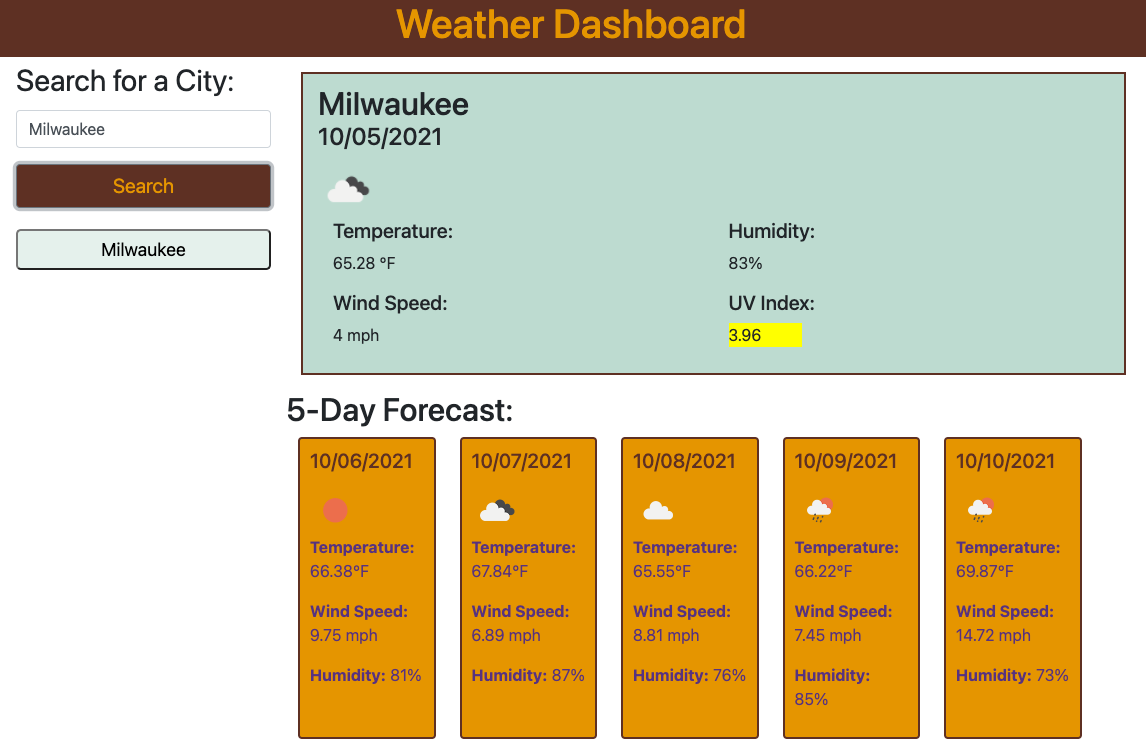 Weather Dashboard
Search for a City:
Milwaukee
Search
Milwaukee
Milwaukee
10/05/2021
Temperature:
65.28 °F
Humidity:
83%
Wind Speed:
4 mph
UV Index:
3.96
5-Day Forecast:
10/06/2021
Temperature:
66.38°F
Wind Speed:
9.75 mph
Humidity: 81%
10/07/2021
Temperature:
67.84°F
Wind Speed:
6.89 mph
Humidity: 87%
10/08/2021
Temperature:
65.55°F
Wind Speed:
8.81 mph
Humidity: 76%
10/09/2021
Temperature:
66.22°F
Wind Speed:
7.45 mph
Humidity:
85%
10/10/2021
Temperature:
69.87°F
Wind Speed:
14.72 mph
Humidity: 73%